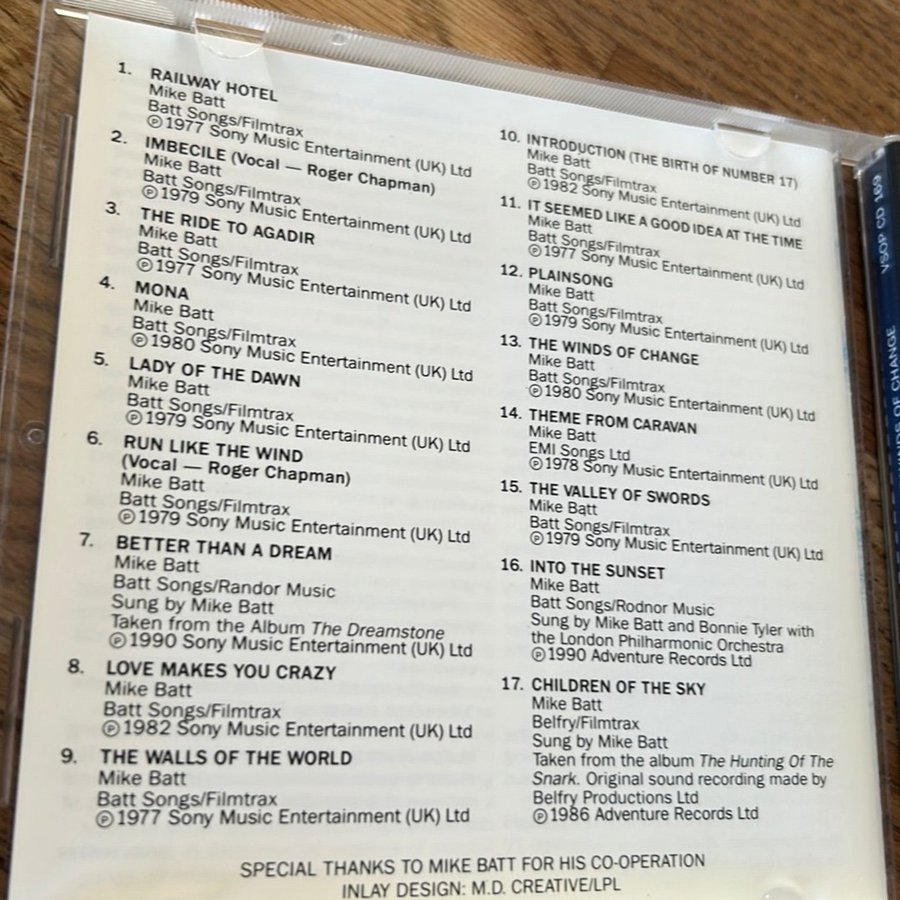 1. RAILWAY HOTEL
Mike Batt
Batt Songs/Filmtrax
℗1977 Sony Music Entertainment (UK) Ltd
2. IMBECILE (Vocal — Roger Chapman)
Mike Batt
Batt Songs/Filmtrax
℗1979 Sony Music Entertainment (UK) Ltd
3. THE RIDE TO AGADIR
Mike Batt
Batt Songs/Filmtrax
℗1977 Sony Music Entertainment (UK) Ltd
4. MONA
Mike Batt
Batt Songs/Filmtrax
℗1980 Sony Music Entertainment (UK) Ltd
5. LADY OF THE DAWN
Mike Batt
Batt Songs/Filmtrax
℗1979 Sony Music Entertainment (UK) Ltd
6. RUN LIKE THE WIND
(Vocal — Roger Chapman)
Mike Batt
Batt Songs/Filmtrax
℗1979 Sony Music Entertainment (UK) Ltd
7. BETTER THAN A DREAM
Mike Batt
Batt Songs/Randor Music
Sung by Mike Batt
Taken from the Album The Dreamstone
℗1990 Sony Music Entertainment (UK) Ltd
8. LOVE MAKES YOU CRAZY
Mike Batt
Batt Songs/Filmtrax
℗1982 Sony Music Entertainment (UK) Ltd
9. THE WALLS OF THE WORLD
Mike Batt
Batt Songs/Filmtrax
℗1977 Sony Music Entertainment (UK) Ltd
10. INTRODUCTION (THE BIRTH OF NUMBER 17)
Mike Batt
Batt Songs/Filmtrax
℗1982 Sony Music Entertainment (UK) Ltd
11. IT SEEMED LIKE A GOOD IDEA AT THE TIME
Mike Batt
Batt Songs/Filmtrax
℗1977 Sony Music Entertainment (UK) Ltd
12. PLAINSONG
Mike Batt
Batt Songs/Filmtrax
℗1979 Sony Music Entertainment (UK) Ltd
13. THE WINDS OF CHANGE
Mike Batt
Batt Songs/Filmtrax
℗1980 Sony Music Entertainment (UK) Ltd
14. THEME FROM CARAVAN
Mike Batt
EMI Songs Ltd
℗1978 Sony Music Entertainment (UK) Ltd
15. THE VALLEY OF SWORDS
Mike Batt
Batt Songs/Filmtrax
℗1979 Sony Music Entertainment (UK) Ltd
16. INTO THE SUNSET
Mike Batt
Batt Songs/Rodnor Music
Sung by Mike Batt and Bonnie Tyler with
the London Philharmonic Orchestra
℗1990 Adventure Records Ltd
17. CHILDREN OF THE SKY
Mike Batt
Belfry/Filmtrax
Sung by Mike Batt
Taken from the album The Hunting Of The
Snark. Original sound recording made by
Belfry Productions Ltd
℗1986 Adventure Records Ltd
SPECIAL THANKS TO MIKE BATT FOR HIS CO-OPERATION
INLAY DESIGN: M.D. CREATIVE/LPL
VSOP CD 169
WINDS OF CHANGE